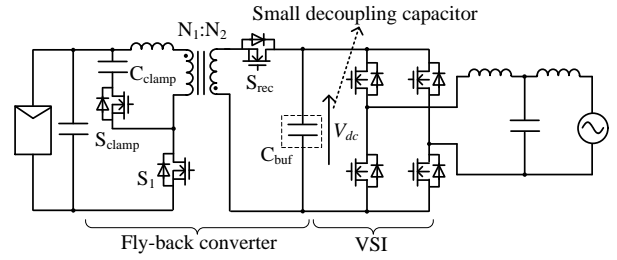 Small decoupling capacitor
N1:N2
Cclamp
Srec
Sclamp
Vdc
Cbuf
S1
Fly-back converter
VSI